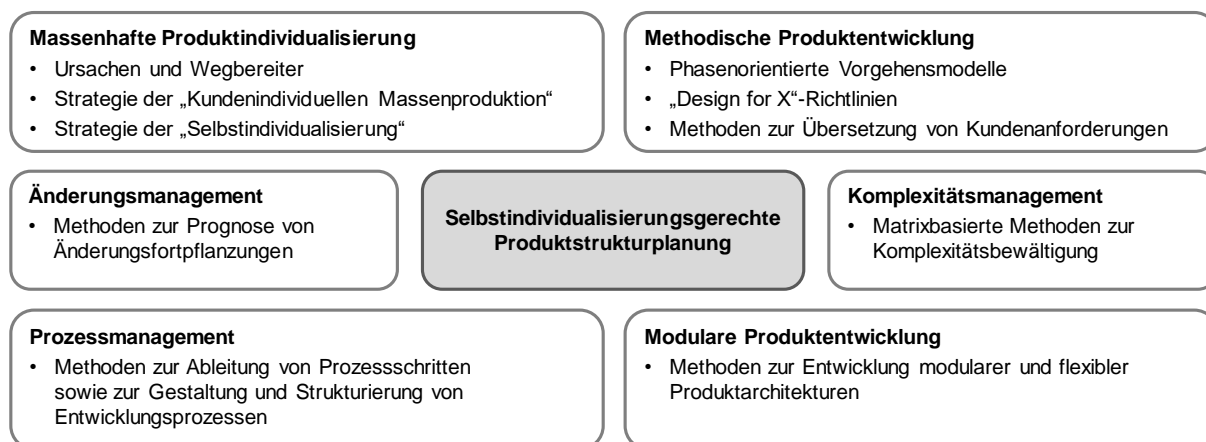 Massenhafte Produktindividualisierung
• Ursachen und Wegbereiter
• Strategie der „Kundenindividuellen Massenproduktion“
• Strategie der „Selbstindividualisierung“
Methodische Produktentwicklung
• Phasenorientierte Vorgehensmodelle
• „Design for X“-Richtlinien
• Methoden zur Übersetzung von Kundenanforderungen
Änderungsmanagement
• Methoden zur Prognose von
Änderungsfortpflanzungen
Selbstindividualisierungsgerechte
Produktstrukturplanung
Komplexitätsmanagement
• Matrixbasierte Methoden zur
Komplexitätsbewältigung
Prozessmanagement
• Methoden zur Ableitung von Prozessschritten
sowie zur Gestaltung und Strukturierung von
Entwicklungsprozessen
Modulare Produktentwicklung
• Methoden zur Entwicklung modularer und flexibler
Produktarchitekturen